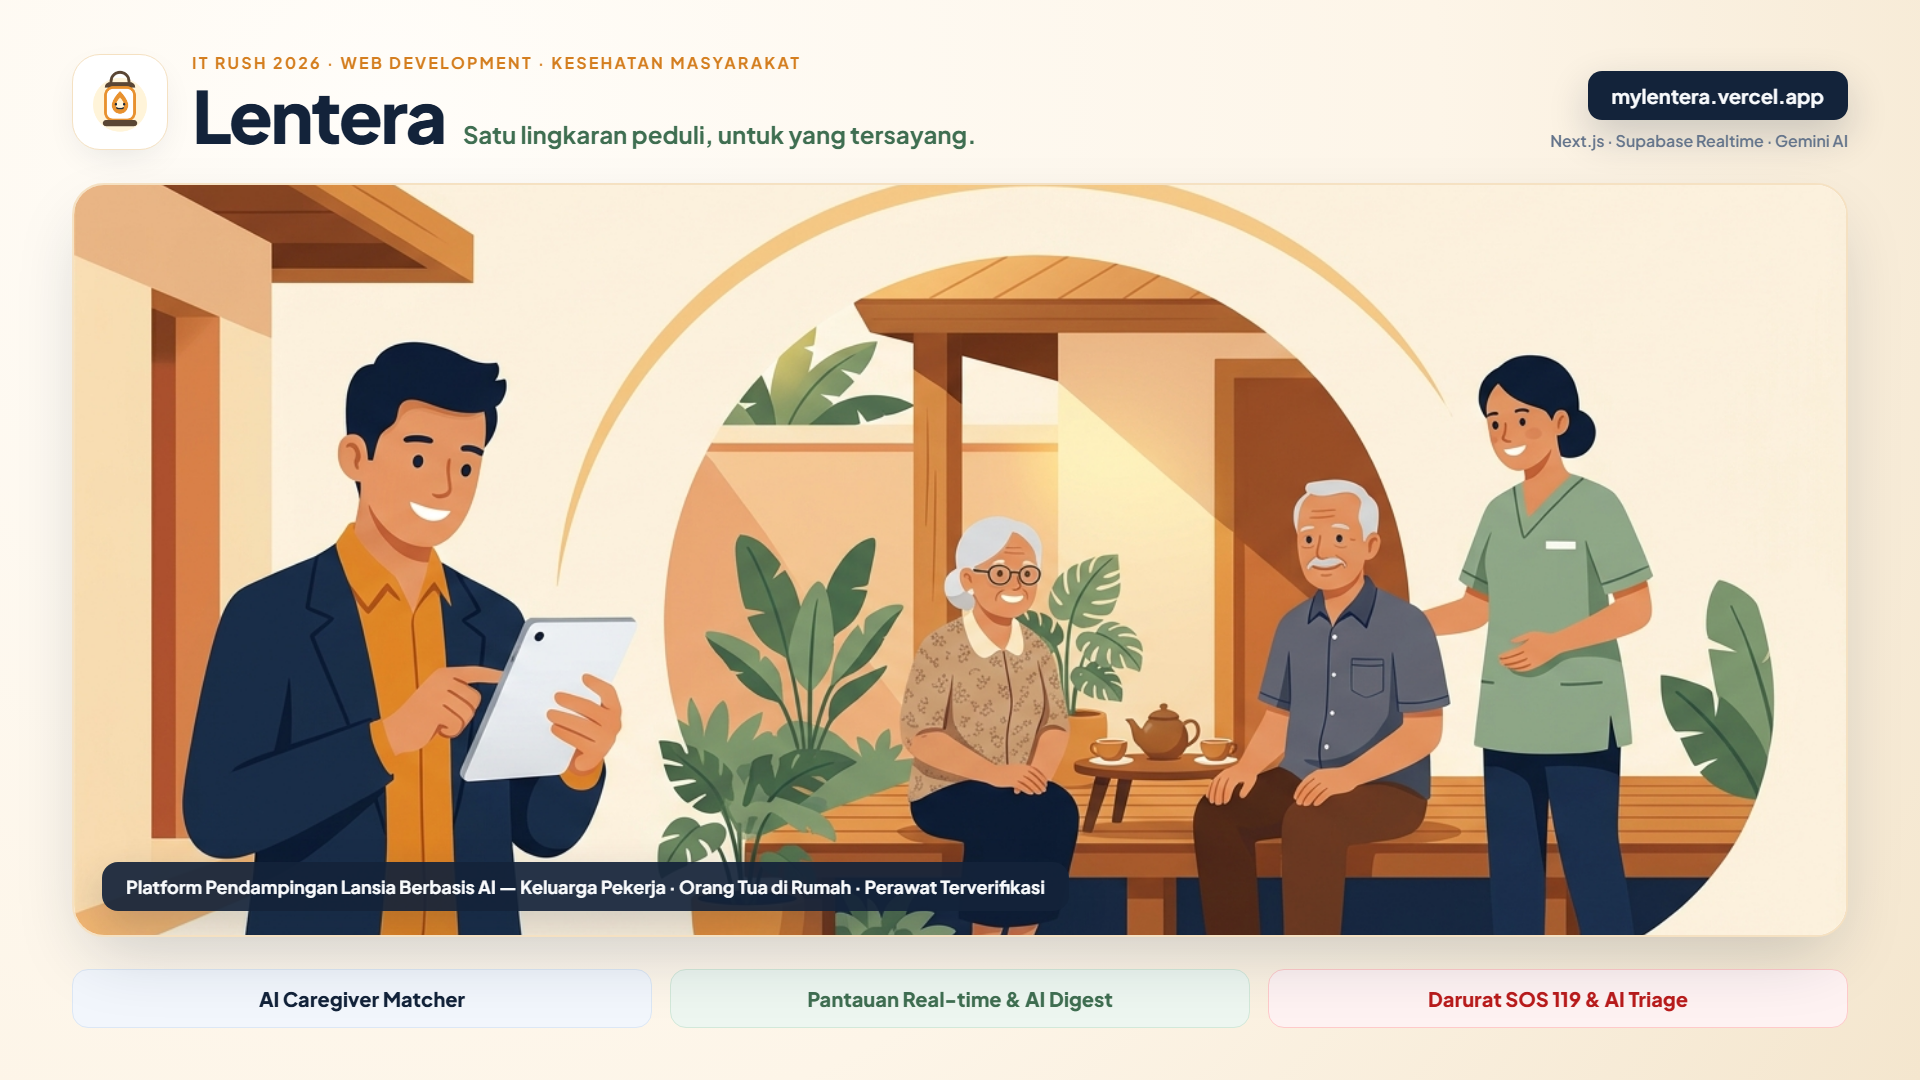 IT RUSH 2026 · WEB DEVELOPMENT · KESEHATAN MASYARAKAT
Lentera
Satu lingkaran peduli, untuk yang tersayang.
mylentera.vercel.app
Next.js · Supabase Realtime · Gemini AI
Platform Pendampingan Lansia Berbasis AI — Keluarga Pekerja · Orang Tua di Rumah · Perawat Terverifikasi
AI Caregiver Matcher
Pantauan Real-time & AI Digest
Darurat SOS 119 & AI Triage